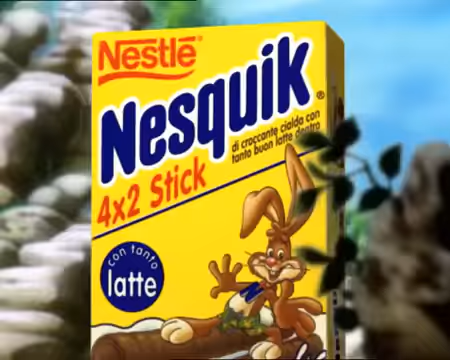 Nestlé®
Nesquik®
di croccante cialda con
tanto buon latte dentro
4x2 Stick
con tanto
latte
N